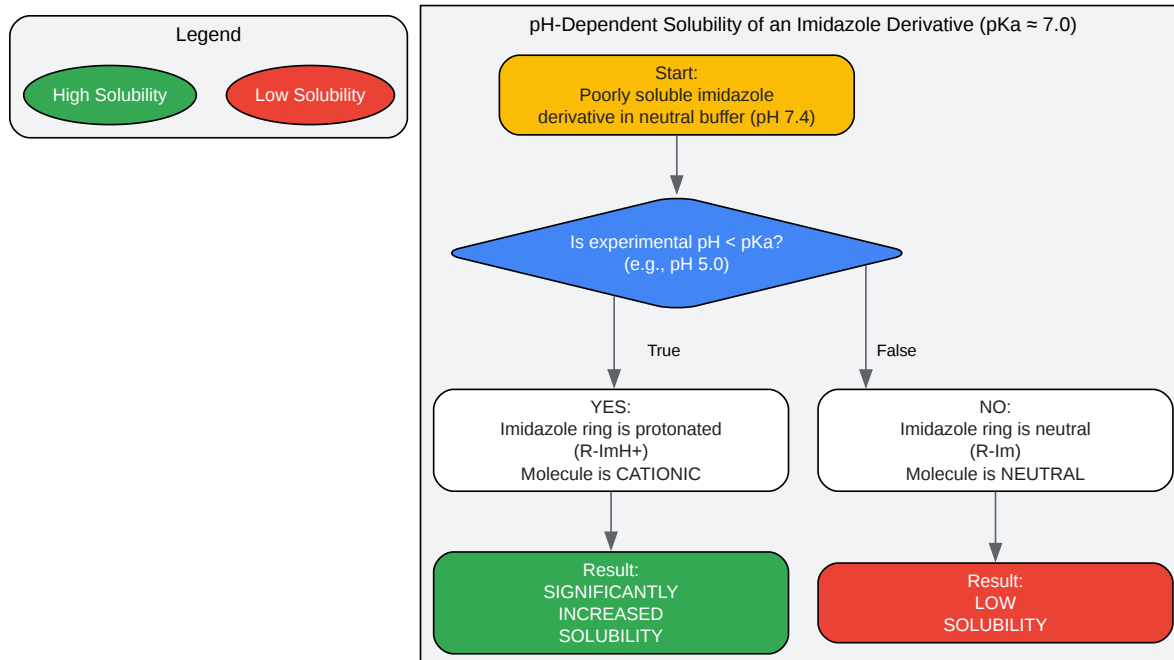 Legend
High Solubility
Low Solubility
pH-Dependent Solubility of an Imidazole Derivative (pKa ≈ 7.0)
Start:
Poorly soluble imidazole
derivative in neutral buffer (pH 7.4)
Is experimental pH < pKa?
(e.g., pH 5.0)
True
False
YES:
Imidazole ring is protonated
(R-ImH+)
Molecule is CATIONIC
NO:
Imidazole ring is neutral
(R-Im)
Molecule is NEUTRAL
Result:
SIGNIFICANTLY
INCREASED
SOLUBILITY
Result:
LOW
SOLUBILITY